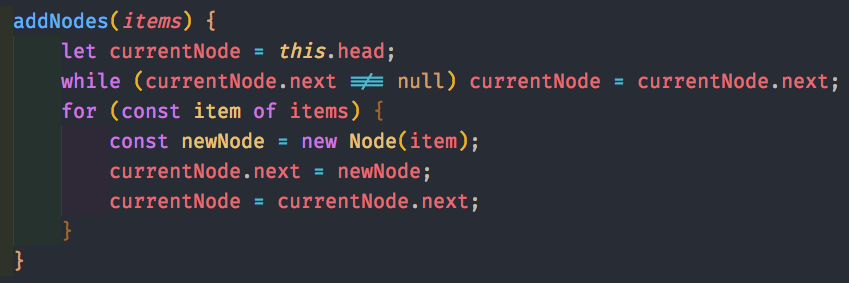 addNodes(items) {
    let currentNode = this.head;
    while (currentNode.next !== null) currentNode = currentNode.next;
    for (const item of items) {
        const newNode = new Node(item);
        currentNode.next = newNode;
        currentNode = currentNode.next;
    }
}